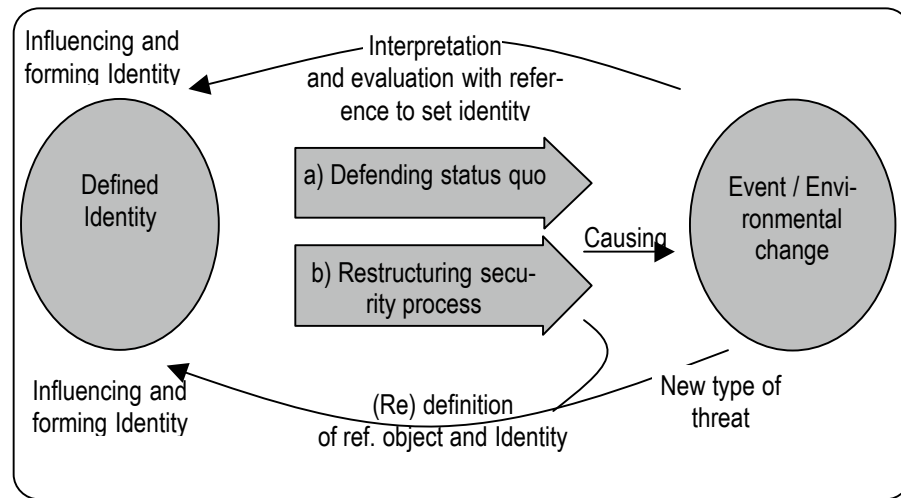 Influencing and
forming Identity
Interpretation
and evaluation with refer-
ence to set identity
Defined
Identity
a) Defending status quo
b) Restructuring secu-
rity process
Causing
Event / Envi-
ronmental
change
Influencing and
forming Identity
(Re) definition
of ref. object and Identity
New type of
threat